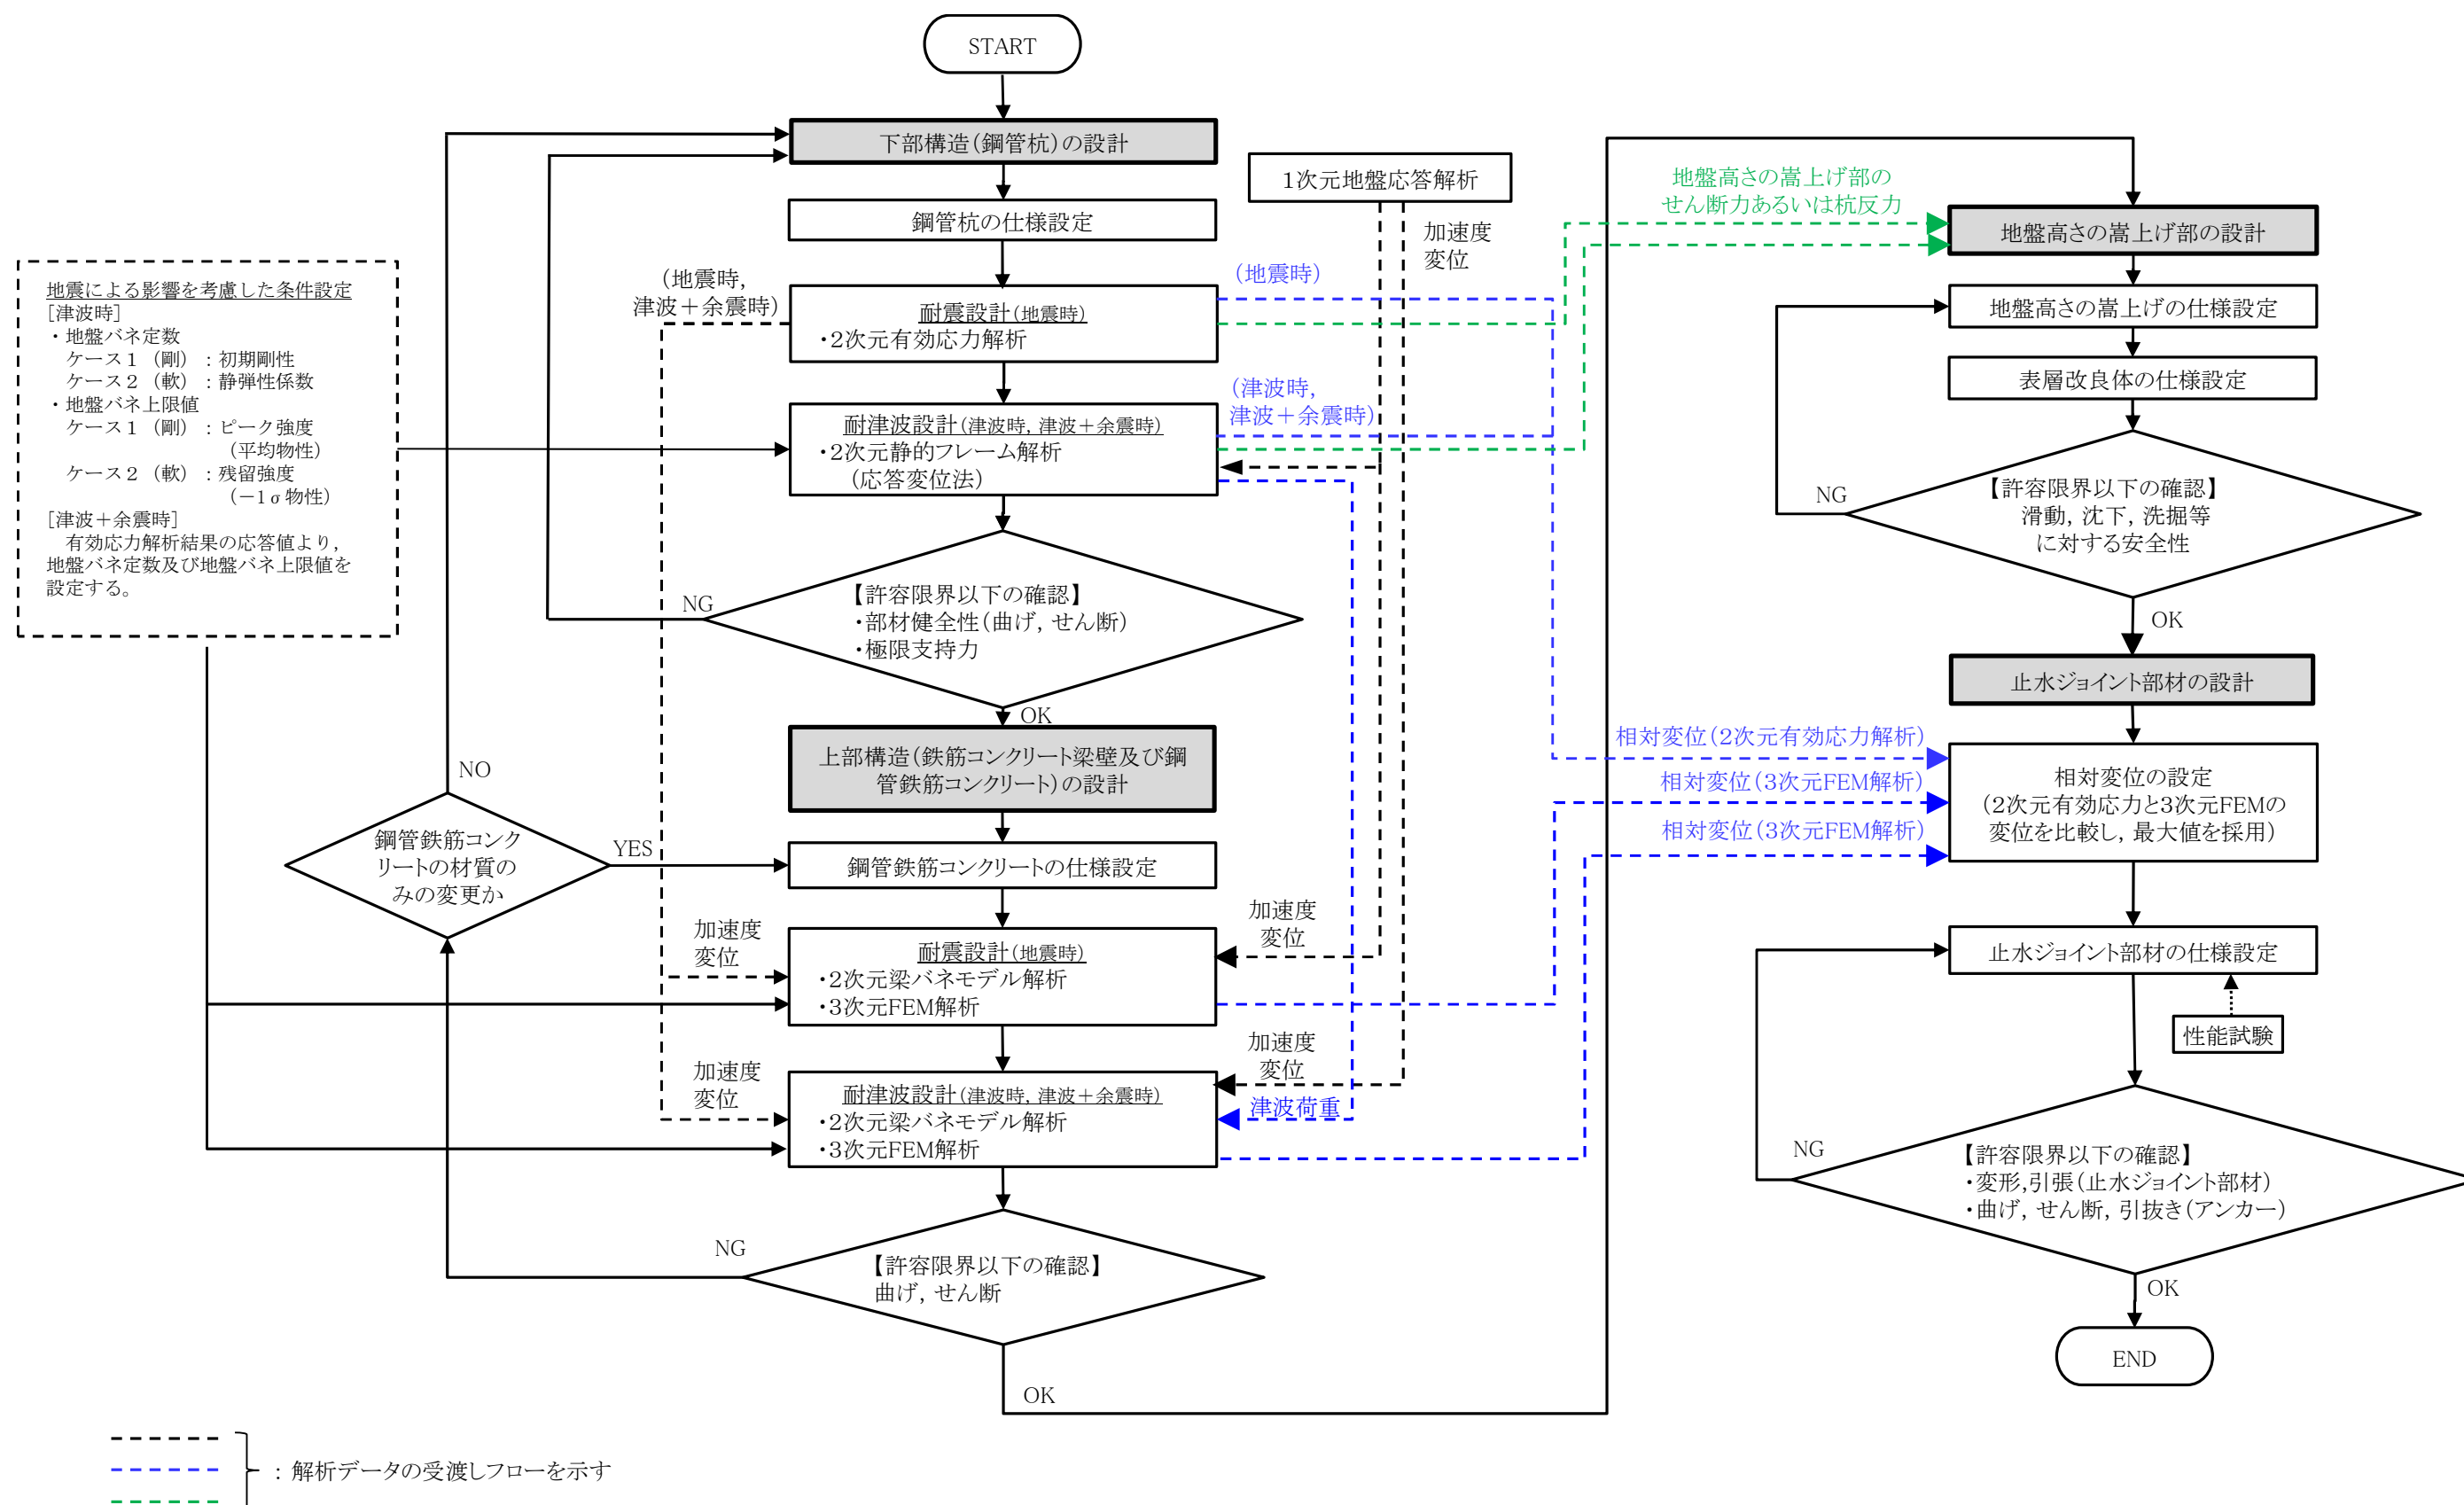 START
下部構造(鋼管杭)の設計
鋼管杭の仕様設定
1次元地盤応答解析
加速度
変位
(地震時,
津波+余震時)
耐震設計(地震時)
・2次元有効応力解析
(地震時)
耐津波設計(津波時, 津波+余震時)
・2次元静的フレーム解析
(応答変位法)
(津波時,
津波+余震時)
地震による影響を考慮した条件設定
[津波時]
・地盤バネ定数
ケース1(剛):初期剛性
ケース2(軟):静弾性係数
・地盤バネ上限値
ケース1(剛):ピーク強度
(平均物性)
ケース2(軟):残留強度
(-1σ物性)
[津波+余震時]
有効応力解析結果の応答値より,
地盤バネ定数及び地盤バネ上限値を
設定する。
NG
【許容限界以下の確認】
・部材健全性(曲げ, せん断)
・極限支持力
OK
上部構造(鉄筋コンクリート梁壁及び鋼
管鉄筋コンクリート)の設計
NO
鋼管鉄筋コンク
リートの材質の
みの変更か
YES
鋼管鉄筋コンクリートの仕様設定
加速度
変位
耐震設計(地震時)
・2次元梁バネモデル解析
・3次元FEM解析
加速度
変位
加速度
変位
耐津波設計(津波時, 津波+余震時)
・2次元梁バネモデル解析
・3次元FEM解析
加速度
変位
津波荷重
NG
【許容限界以下の確認】
曲げ, せん断
OK
地盤高さの嵩上げ部の
せん断力あるいは杭反力
地盤高さの嵩上げ部の設計
地盤高さの嵩上げの仕様設定
表層改良体の仕様設定
NG
【許容限界以下の確認】
滑動, 沈下, 洗掘等
に対する安全性
OK
止水ジョイント部材の設計
相対変位(2次元有効応力解析)
相対変位(3次元FEM解析)
相対変位(3次元FEM解析)
相対変位の設定
(2次元有効応力と3次元FEMの
変位を比較し, 最大値を採用)
止水ジョイント部材の仕様設定
性能試験
NG
【許容限界以下の確認】
・変形,引張(止水ジョイント部材)
・曲げ, せん断, 引抜き(アンカー)
OK
END
:解析データの受渡しフローを示す